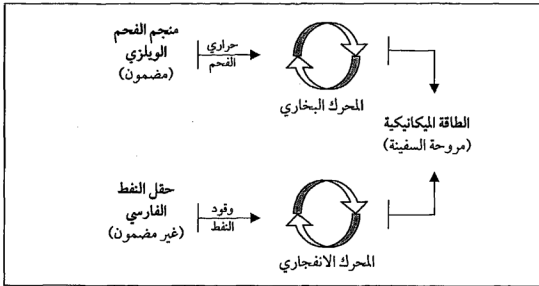 منجم الفحم
الويلزي
(مضمون)
حراري
الفحم
المحرك البخاري
الطاقة الميكانيكية
(مروحة السفينة)
حقل النفط
الفارسي
(غير مضمون)
وقود
النفط
المحرك الانفجاري